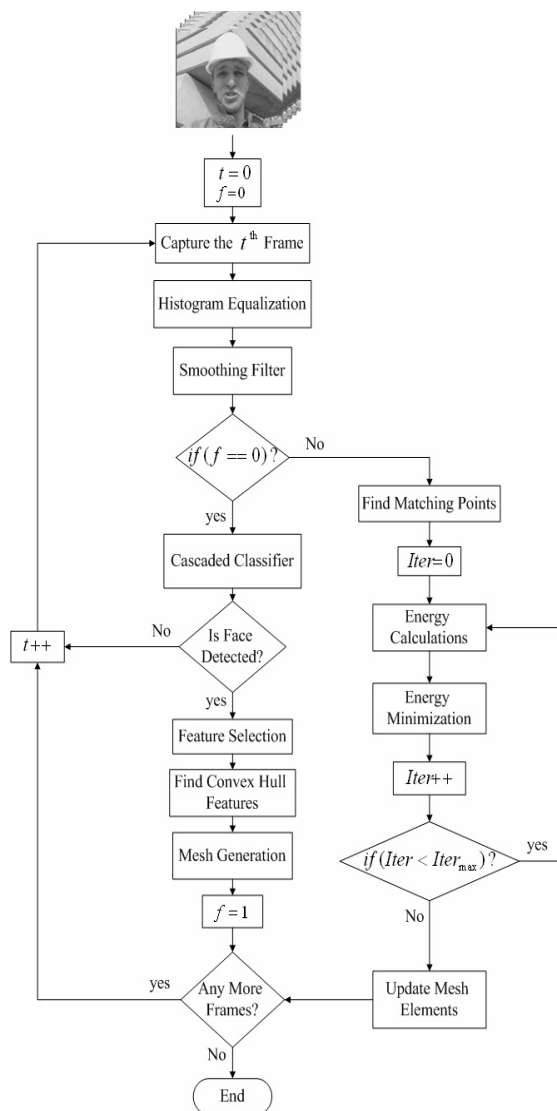 t = 0
f=0
Capture the t th Frame
Histogram Equalization
Smoothing Filter
if (f == 0) ?
No
yes
Find Matching Points
Cascaded Classifier
Iter=0
Is Face
Detected?
No
t++
yes
Energy
Calculations
Feature Selection
Energy
Minimization
Find Convex Hull
Features
Iter++
Mesh Generation
if (Iter < Iter max) ?
yes
No
f = 1
Any More
Frames?
yes
Update Mesh
Elements
No
End